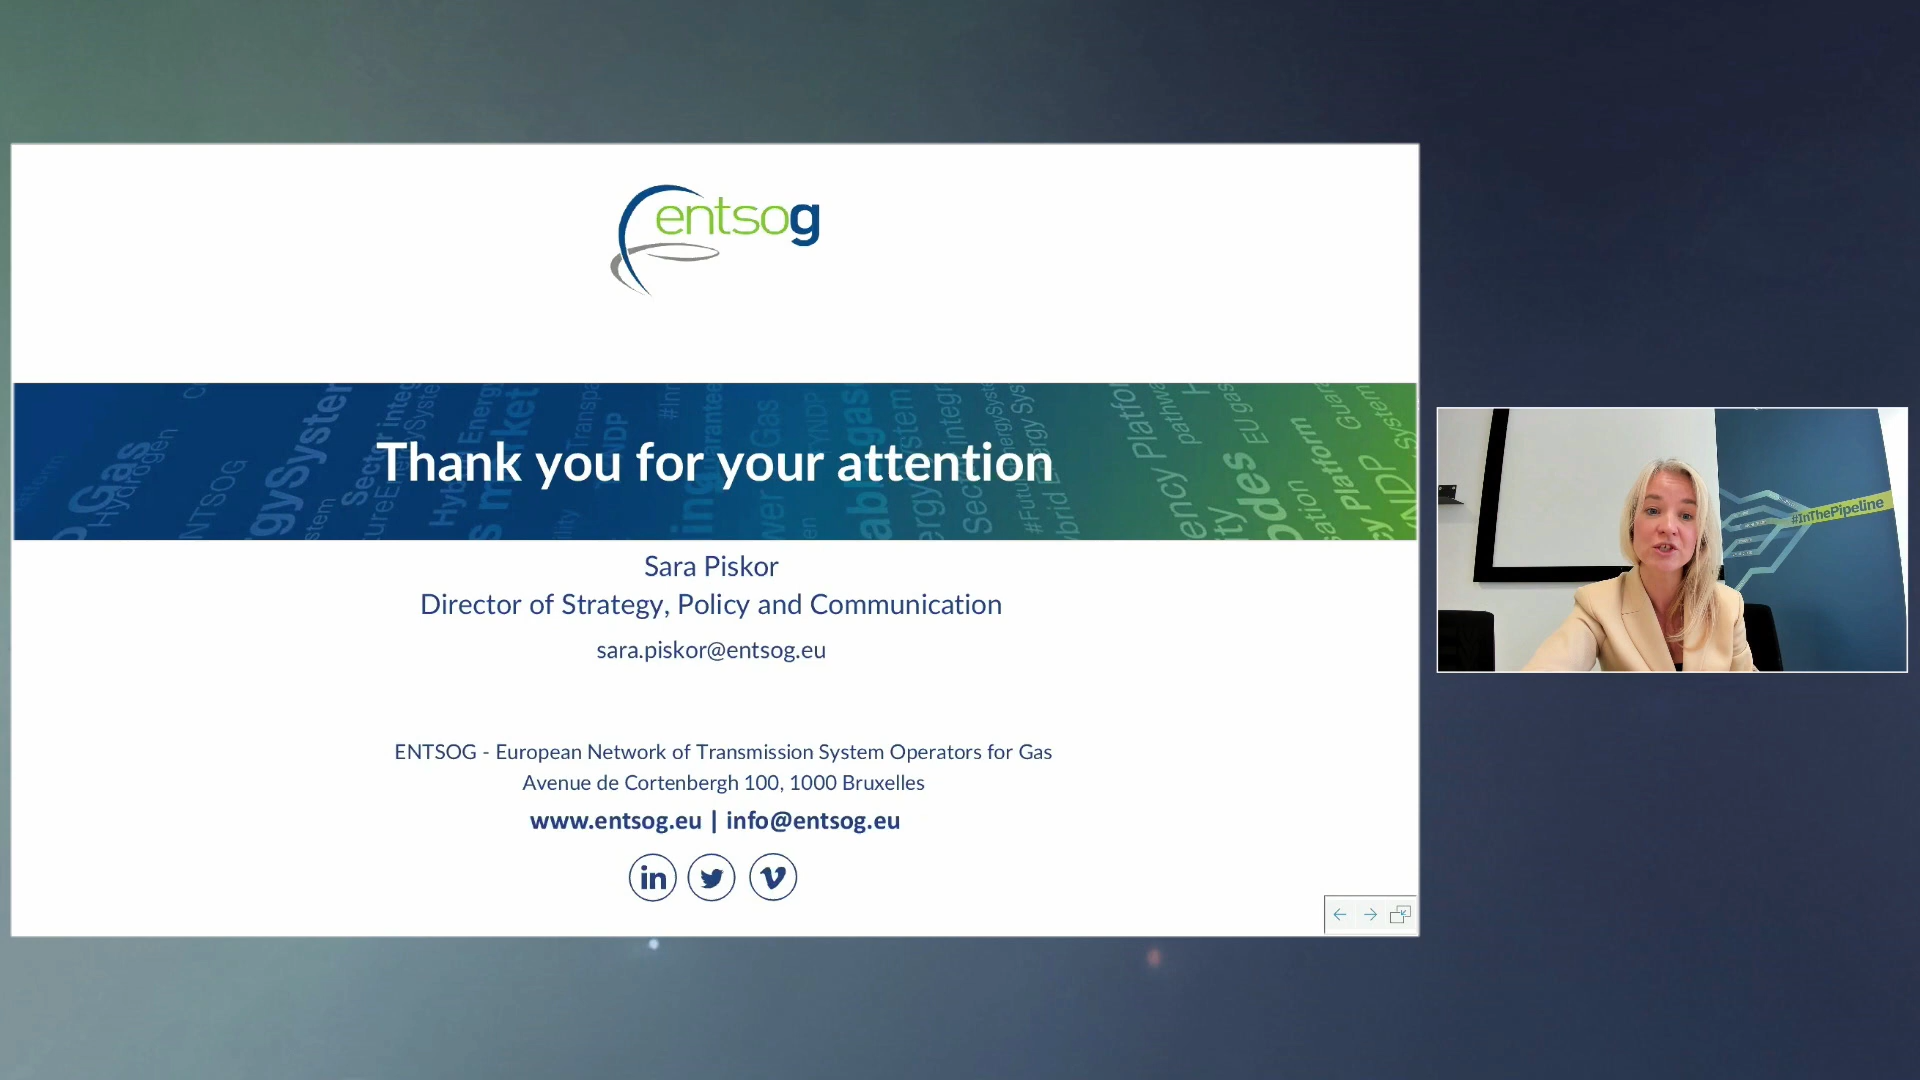 entsog
Thank you for your attention
Sara Piskor
Director of Strategy, Policy and Communication
sara.piskor@entsog.eu
ENTSOG - European Network of Transmission System Operators for Gas
Avenue de Cortenbergh 100, 1000 Bruxelles
www.entsog.eu | info@entsog.eu
in
#InThePipeline